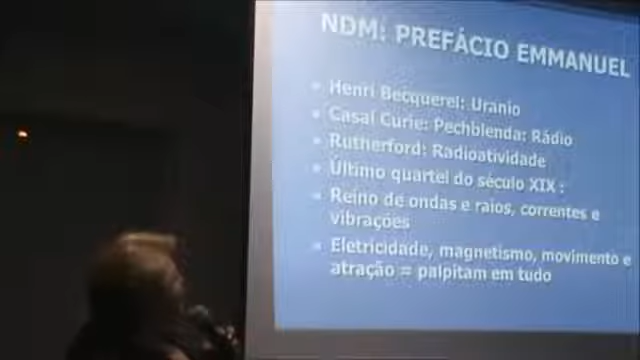 NDM: PREFÁCIO EMMANUEL
Henri Becquerel: Uranio
Casal Curie: Pechblenda: Rádio
Rutherford: Radioatividade
Último quartel do século XIX :
Reino de ondas e raios, correntes e
vibrações
Eletricidade, magnetismo, movimento e
atração = palpitam em tudo